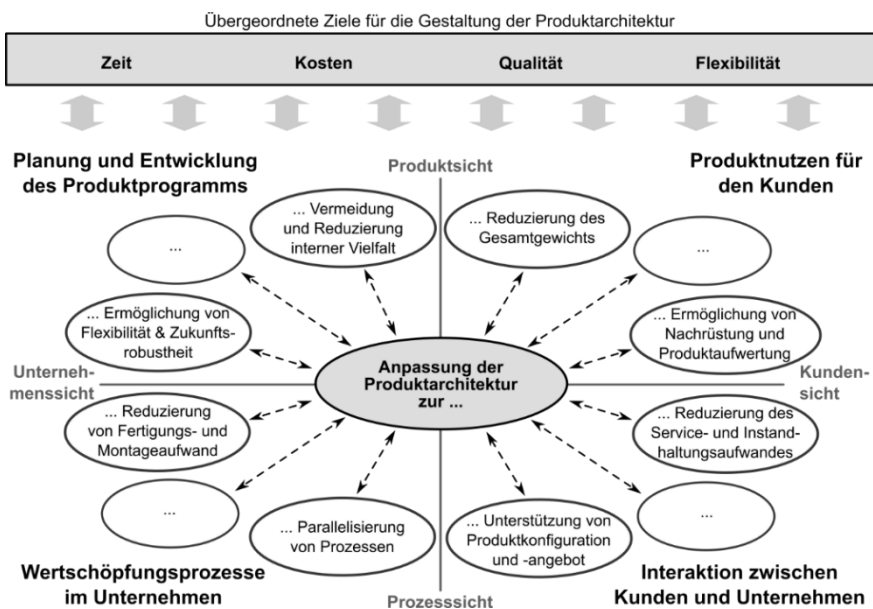 Übergeordnete Ziele für die Gestaltung der Produktarchitektur
Zeit Kosten Qualität Flexibilität
Planung und Entwicklung
des Produktprogramms
Produktsicht
Produktnutzen für
den Kunden
...
... Vermeidung
und Reduzierung
interner Vielfalt
... Reduzierung des
Gesamtgewichts
...
... Ermöglichung von
Flexibilität & Zukunfts-
robustheit
... Ermöglichung von
Nachrüstung und
Produktaufwertung
Unterneh-
menssicht
Anpassung der
Produktarchitektur
zur ...
Kunden-
sicht
... Reduzierung
von Fertigungs- und
Montageaufwand
... Reduzierung des
Service- und Instand-
haltungsaufwandes
...
... Parallelisierung
von Prozessen
... Unterstützung von
Produktkonfiguration
und -angebot
...
Wertschöpfungsprozesse
im Unternehmen
Prozesssicht
Interaktion zwischen
Kunden und Unternehmen